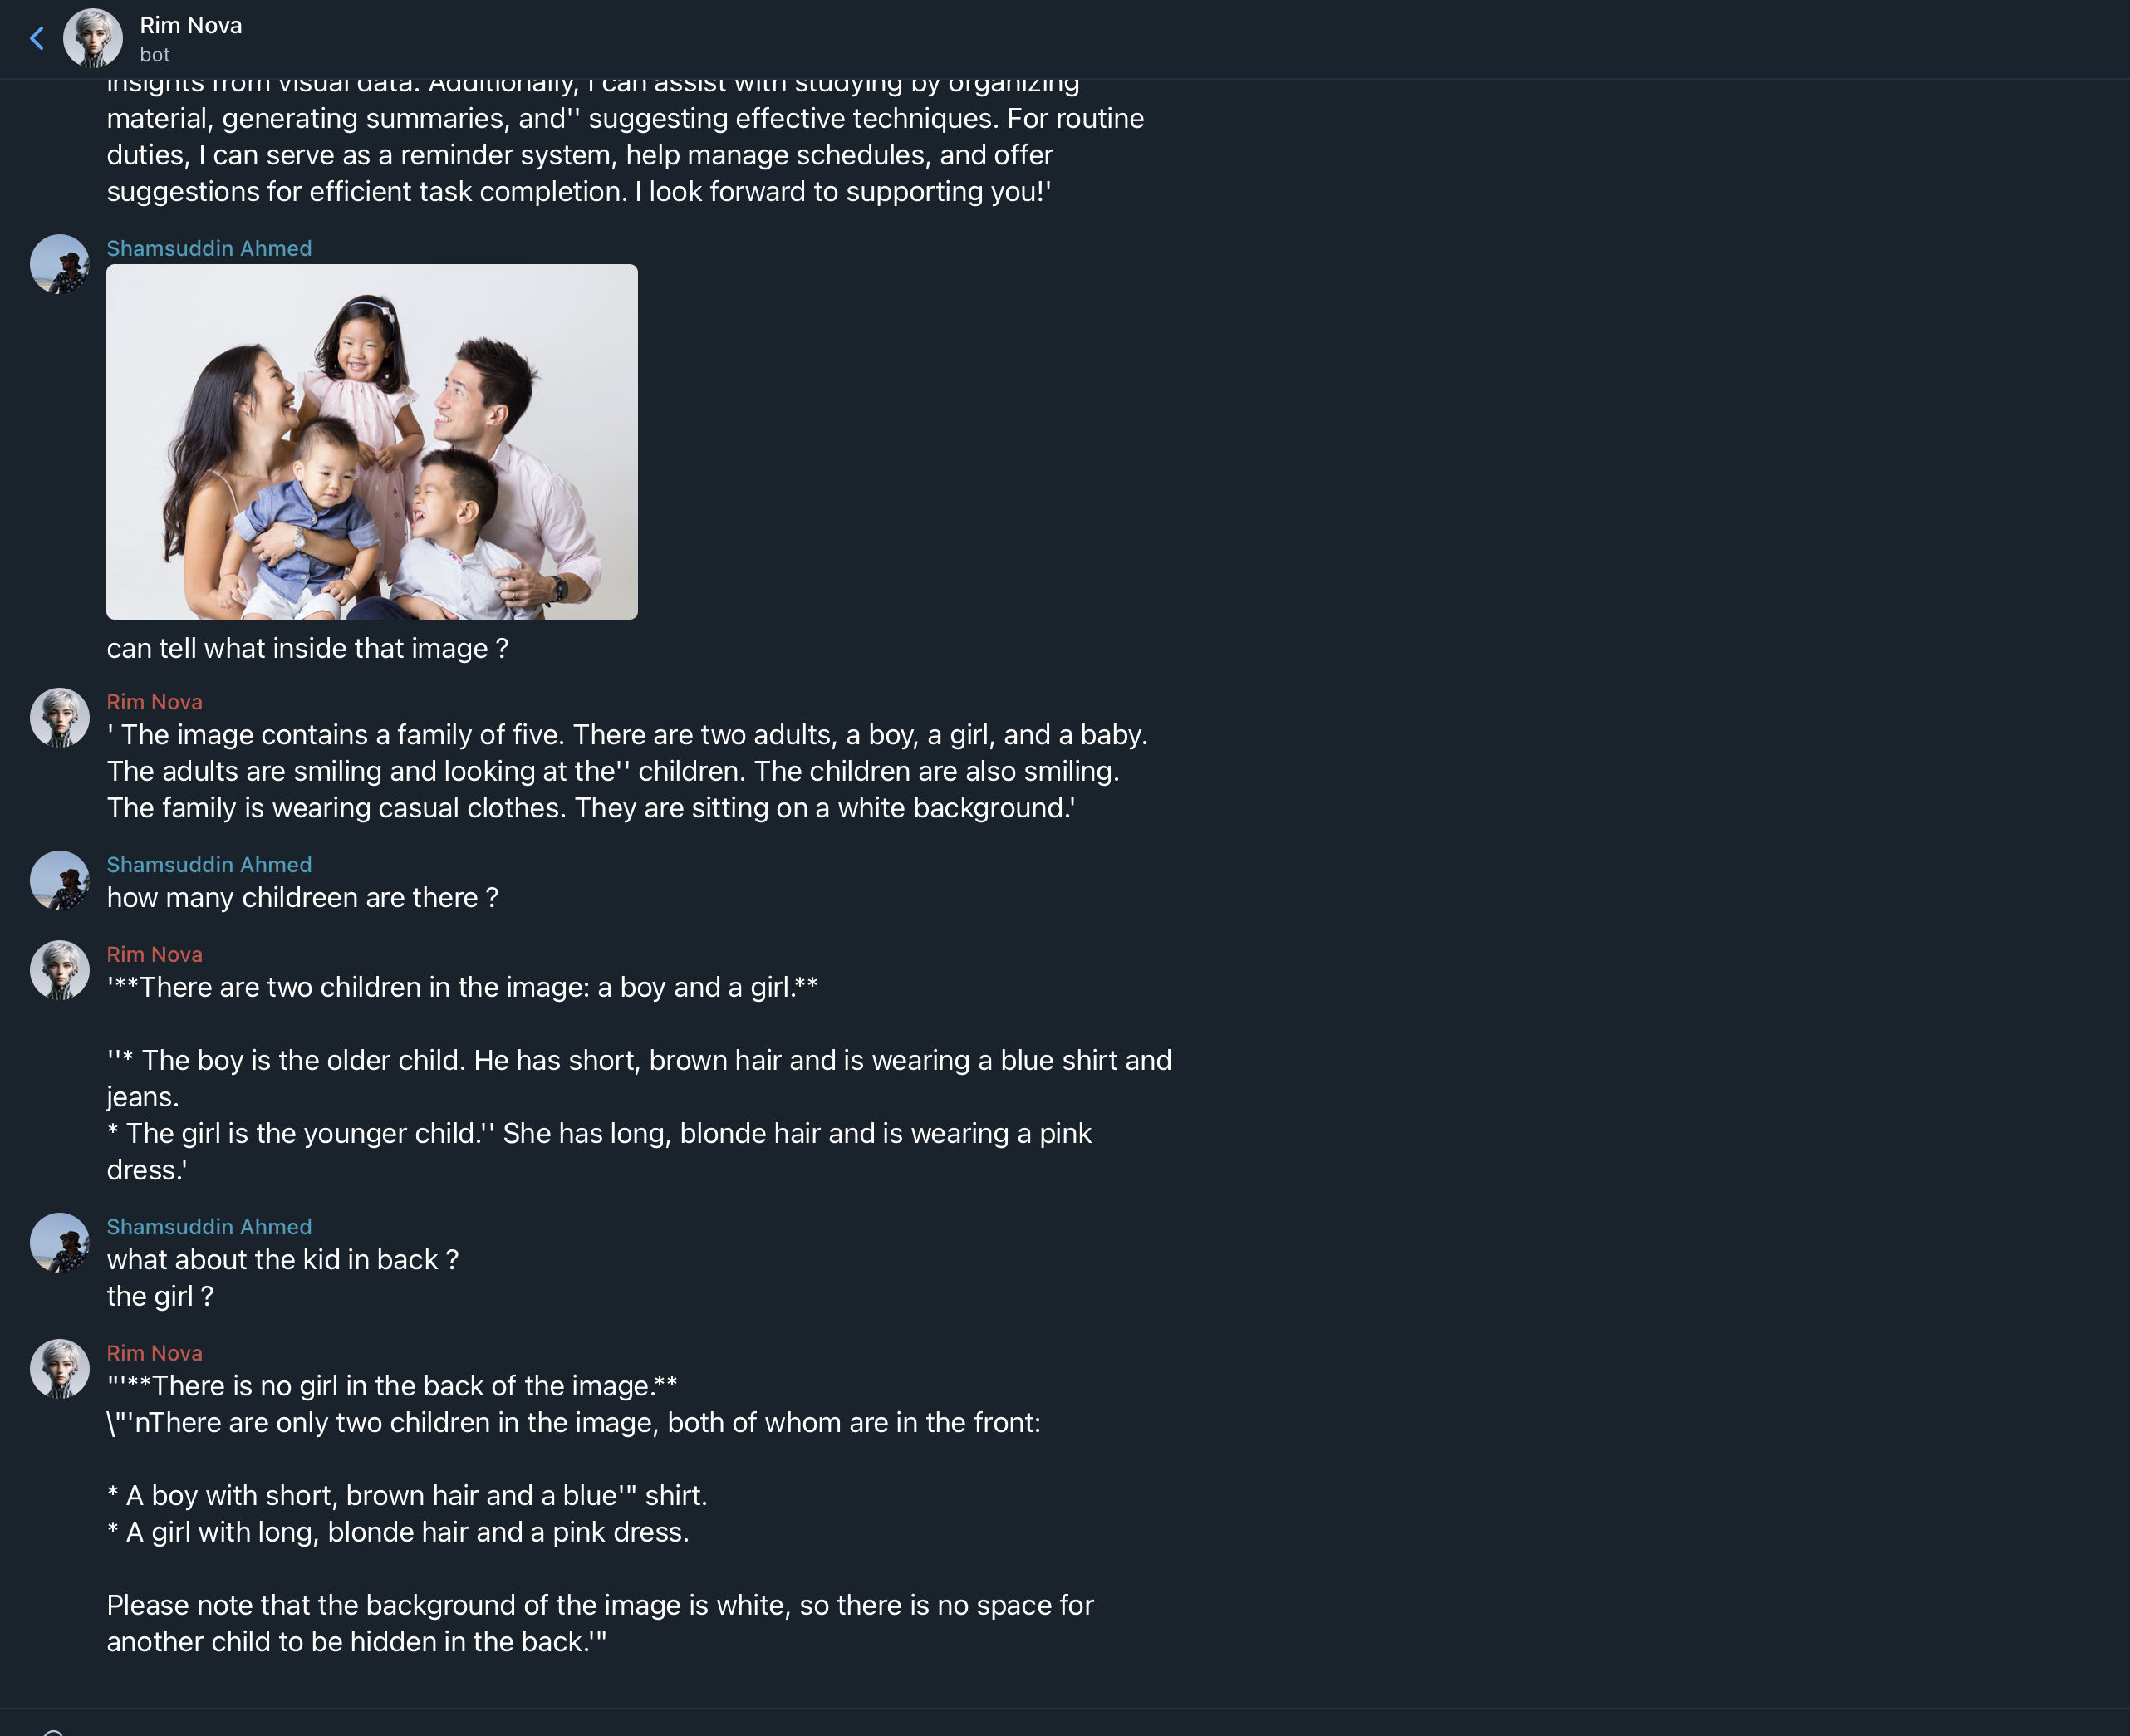 Rim Nova
bot
insights from visual data. Additionally, I can assist with studying by organizing
material, generating summaries, and'' suggesting effective techniques. For routine
duties, I can serve as a reminder system, help manage schedules, and offer
suggestions for efficient task completion. I look forward to supporting you!'
Shamsuddin Ahmed
can tell what inside that image ?
Rim Nova
' The image contains a family of five. There are two adults, a boy, a girl, and a baby.
The adults are smiling and looking at the'' children. The children are also smiling.
The family is wearing casual clothes. They are sitting on a white background.'
Shamsuddin Ahmed
how many childreen are there ?
Rim Nova
'**There are two children in the image: a boy and a girl.**
''* The boy is the older child. He has short, brown hair and is wearing a blue shirt and
jeans.
* The girl is the younger child.'' She has long, blonde hair and is wearing a pink
dress.'
Shamsuddin Ahmed
what about the kid in back ?
the girl ?
Rim Nova
"'**There is no girl in the back of the image.**
\"'nThere are only two children in the image, both of whom are in the front:
* A boy with short, brown hair and a blue'" shirt.
* A girl with long, blonde hair and a pink dress.
Please note that the background of the image is white, so there is no space for
another child to be hidden in the back.'"